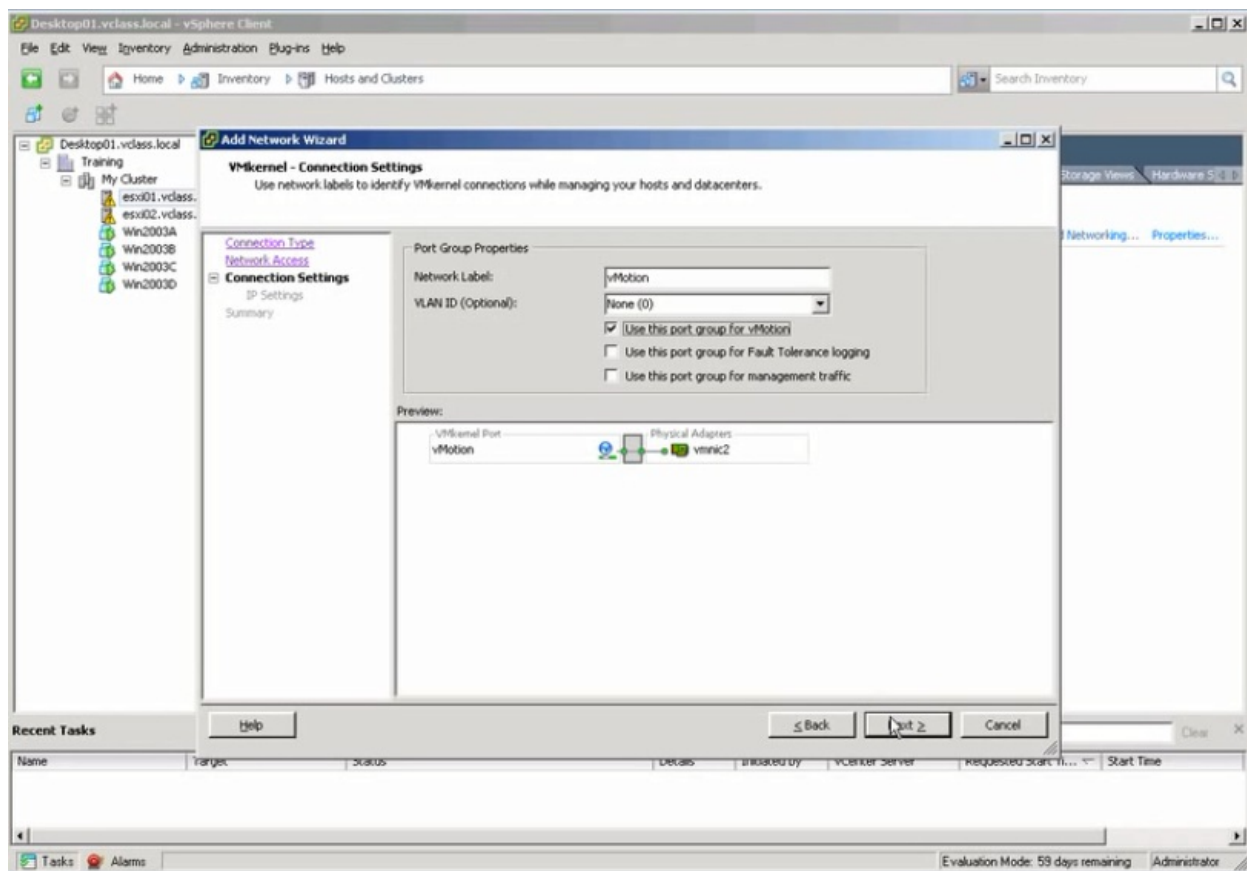 Desktop01.vclass.local - vSphere Client
File Edit View Inventory Administration Plug-ins Help
Home Inventory Hosts and Clusters
Search Inventory
Desktop01.vclass.local
Training
My Cluster
esxi01.vclass.
esxi02.vclass.
Win2003A
Win2003B
Win2003C
Win2003D
Add Network Wizard
VMkernel - Connection Settings
Use network labels to identify VMkernel connections while managing your hosts and datacenters.
Connection Type
Network Access
Connection Settings
IP Settings
Summary
Port Group Properties
Network Label: vMotion
VLAN ID (Optional): None (0)
Use this port group for vMotion
Use this port group for Fault Tolerance logging
Use this port group for management traffic
Preview:
VMkernel Port
vMotion
Physical Adapters
vmnic2
Storage Views Hardware S
Networking... Properties...
Help < Back Next > Cancel
Recent Tasks
Clear
Name Target Status Details Initiated by vCenter Server Requested Start Ti... Start Time
Tasks Alarms
Evaluation Mode: 59 days remaining Administrator